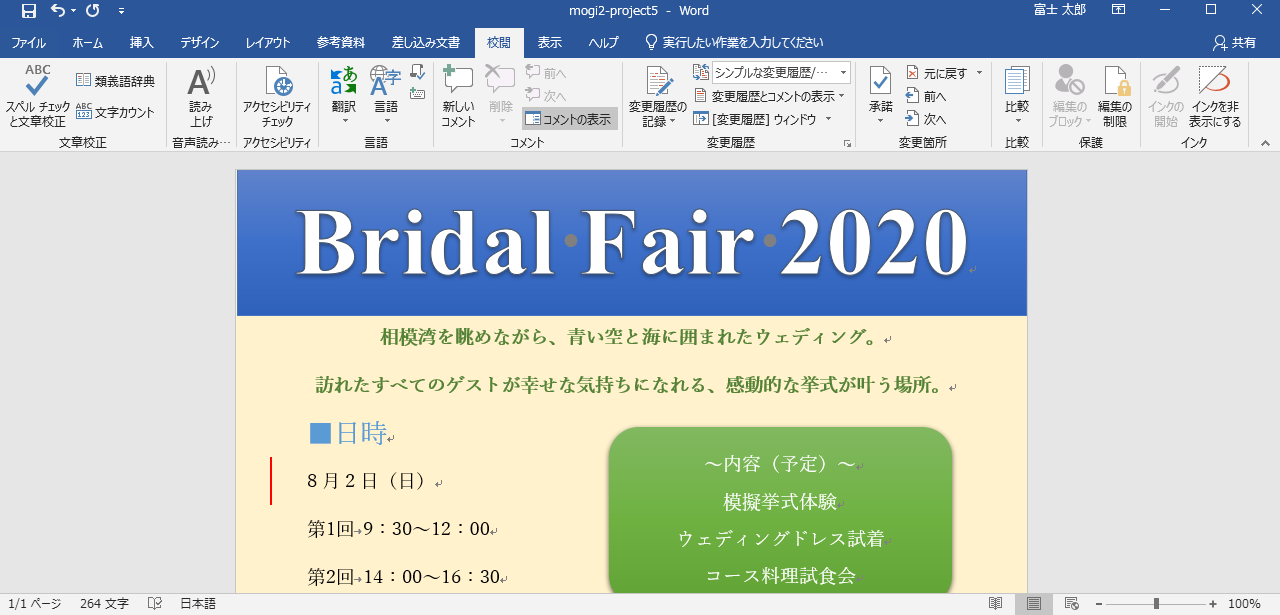 mogi2-project5 - Word
富士 太郎
ファイル ホーム 挿入 デザイン レイアウト 参考資料 差し込み文書 校閲 表示 ヘルプ 実行したい作業を入力してください 共有
ABC
スペル チェック
と文章校正
類義語辞典
ABC
123
文字カウント
文章校正
A
読み
上げ
音声読み…
アクセシビリティ
チェック
アクセシビリティ
あ
aあ
翻訳
A字
言語
言語
新しい
コメント
削除
前へ
次へ
コメントの表示
コメント
変更履歴の
記録
シンプルな変更履歴/…
変更履歴とコメントの表示
[変更履歴] ウィンドウ
変更履歴
承諾
元に戻す
前へ
次へ
変更箇所
比較
比較
編集の
ブロック
編集の
制限
保護
インクの
開始
インクを非
表示にする
インク
Bridal Fair 2020
相模湾を眺めながら、青い空と海に囲まれたウェディング。
訪れたすべてのゲストが幸せな気持ちになれる、感動的な挙式が叶う場所。
■日時
8月2日（日）
第1回→9：30～12：00
第2回→14：00～16：30
～内容（予定）～
模擬挙式体験
ウェディングドレス試着
コース料理試食会
1/1 ページ 264 文字 日本語 100%